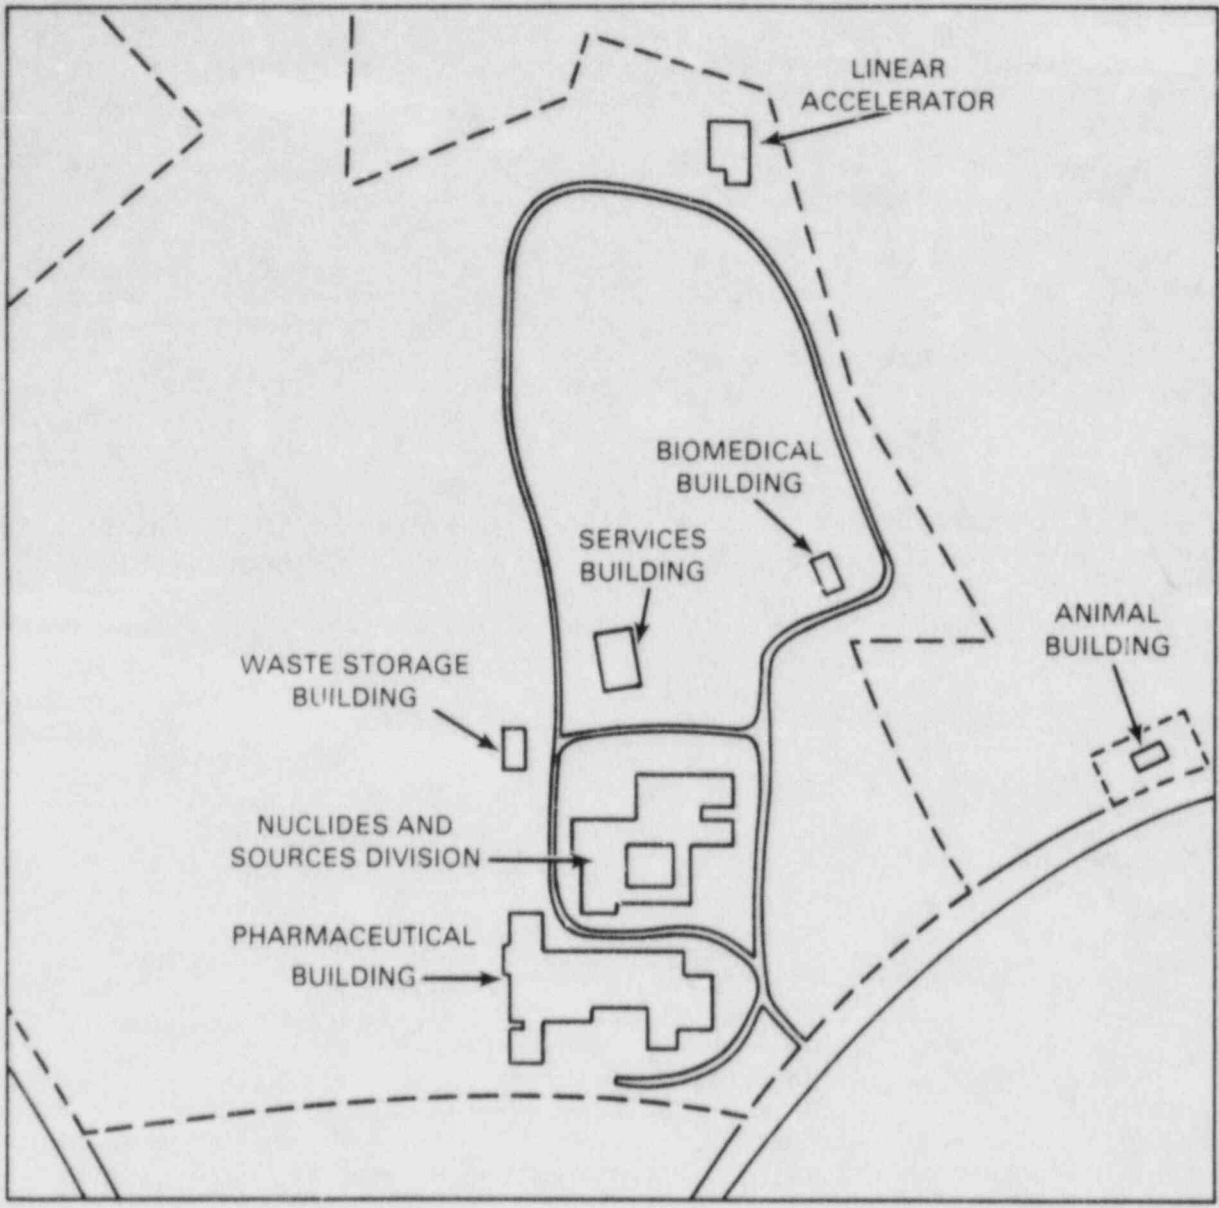 LINEAR
ACCELERATOR
BIOMEDICAL
BUILDING
SERVICES
BUILDING
ANIMAL
BUILDING
WASTE STORAGE
BUILDING
NUCLIDES AND
SOURCES DIVISION
PHARMACEUTICAL
BUILDING